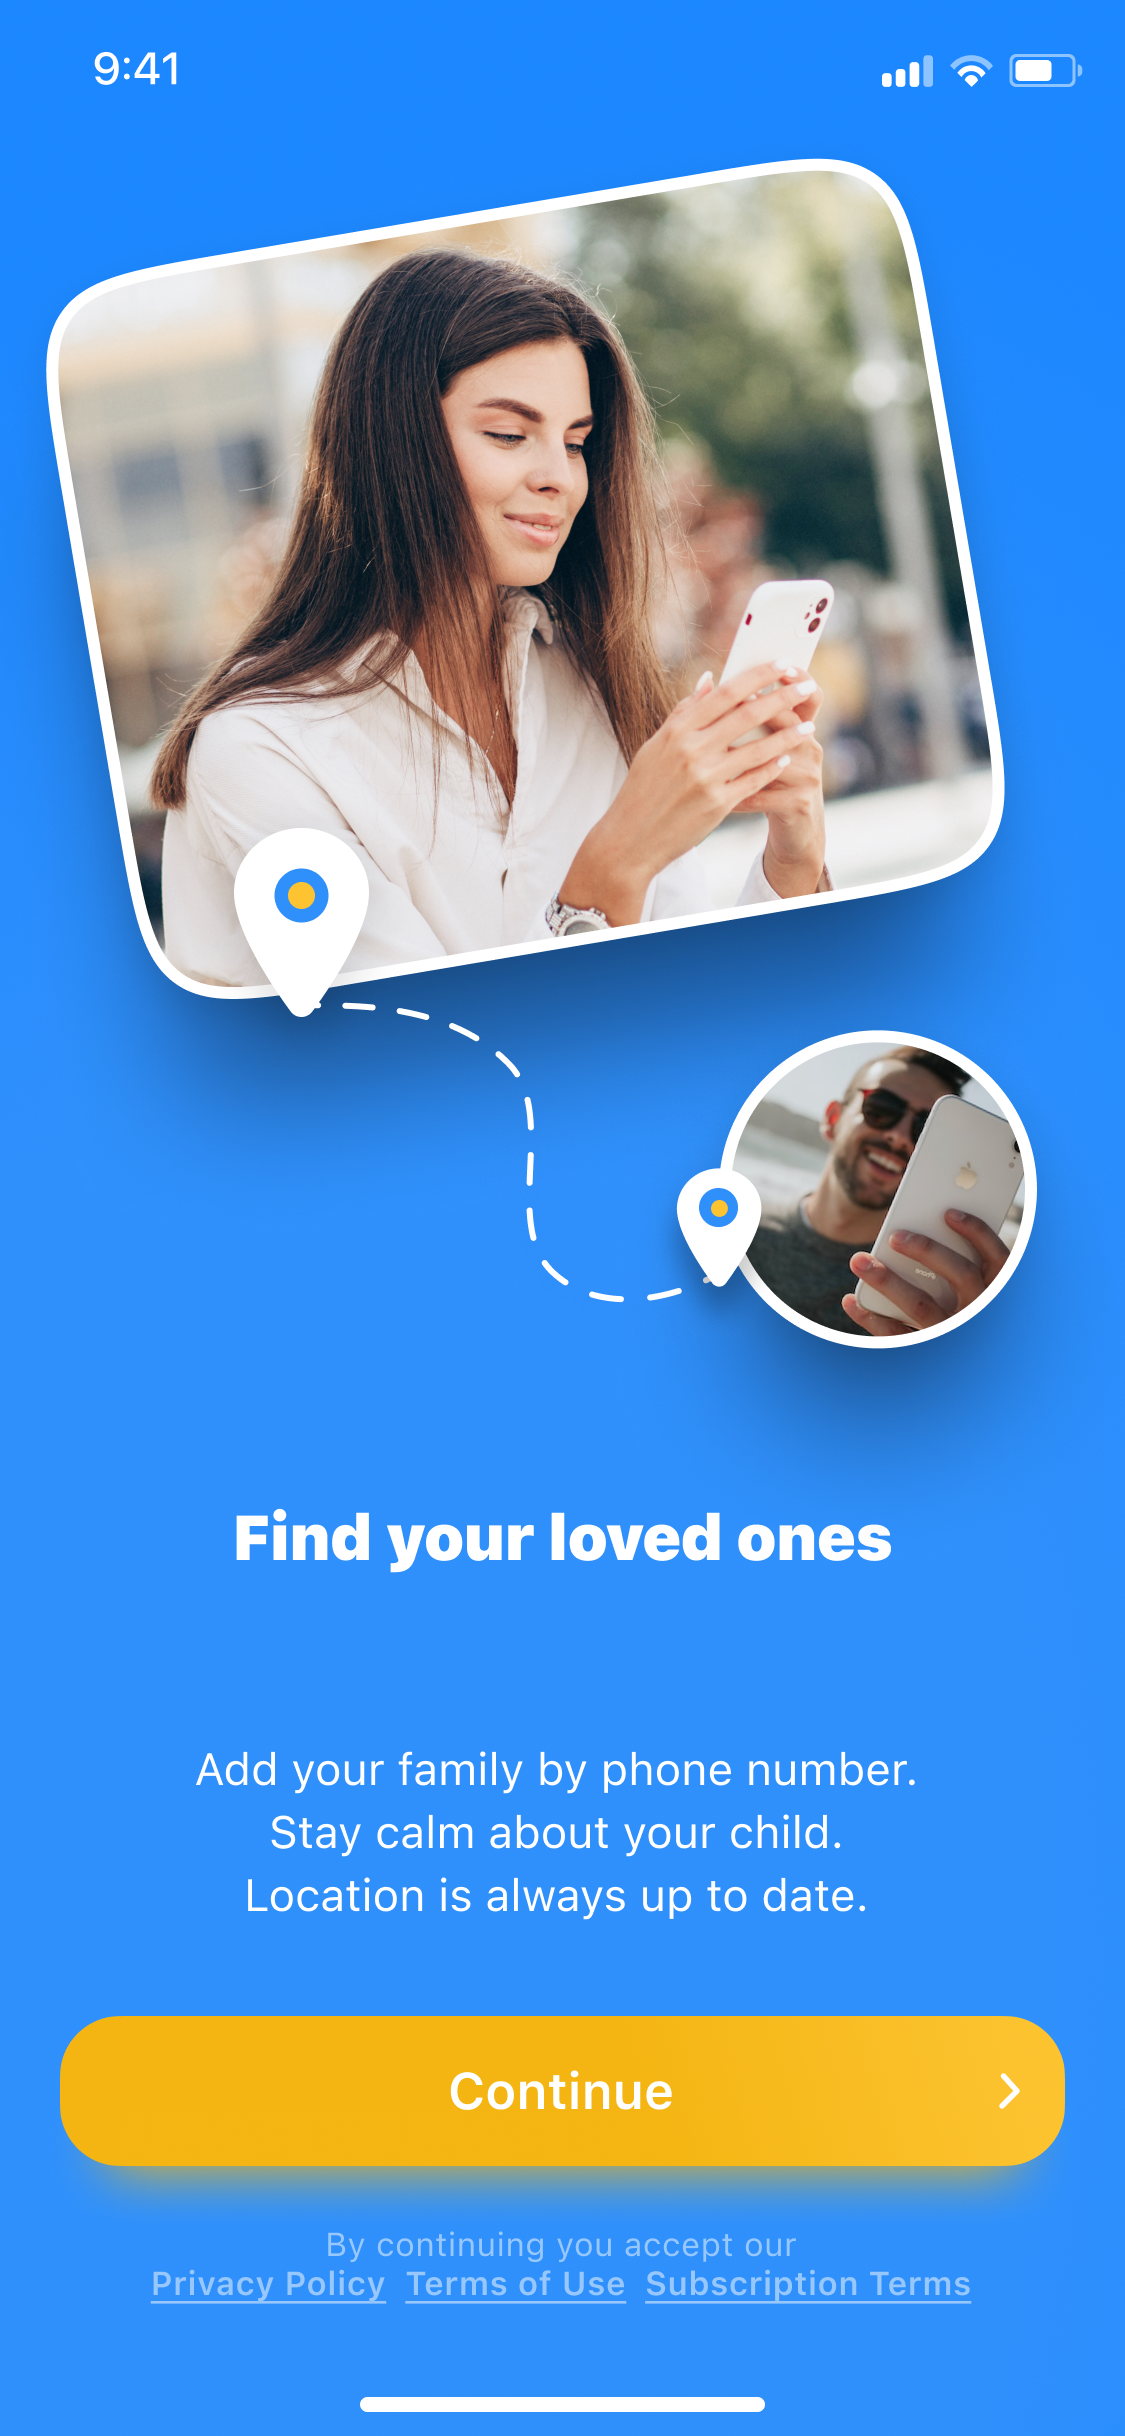 9:41
Find your loved ones
Add your family by phone number.
Stay calm about your child.
Location is always up to date.
Continue
By continuing you accept our
Privacy Policy Terms of Use Subscription Terms